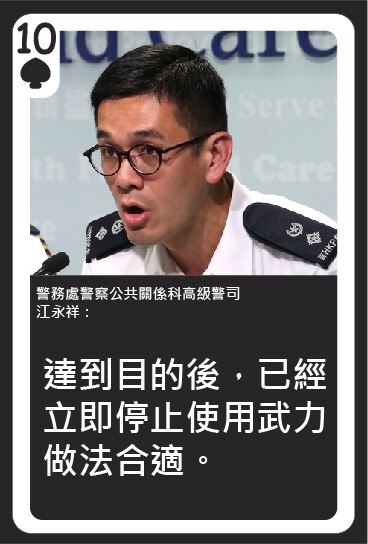 10
d Care
Serve w
th
Care
警務處警察公共關係科高級警司
江永祥：
達到目的後，已經
立即停止使用武力
做法合適。